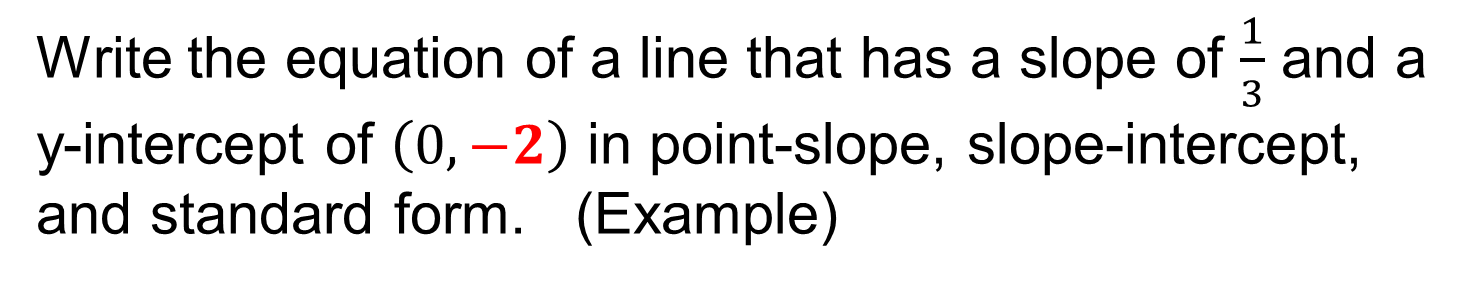 Write the equation of a line that has a slope of 1/3 and a
y-intercept of (0, −2) in point-slope, slope-intercept,
and standard form. (Example)